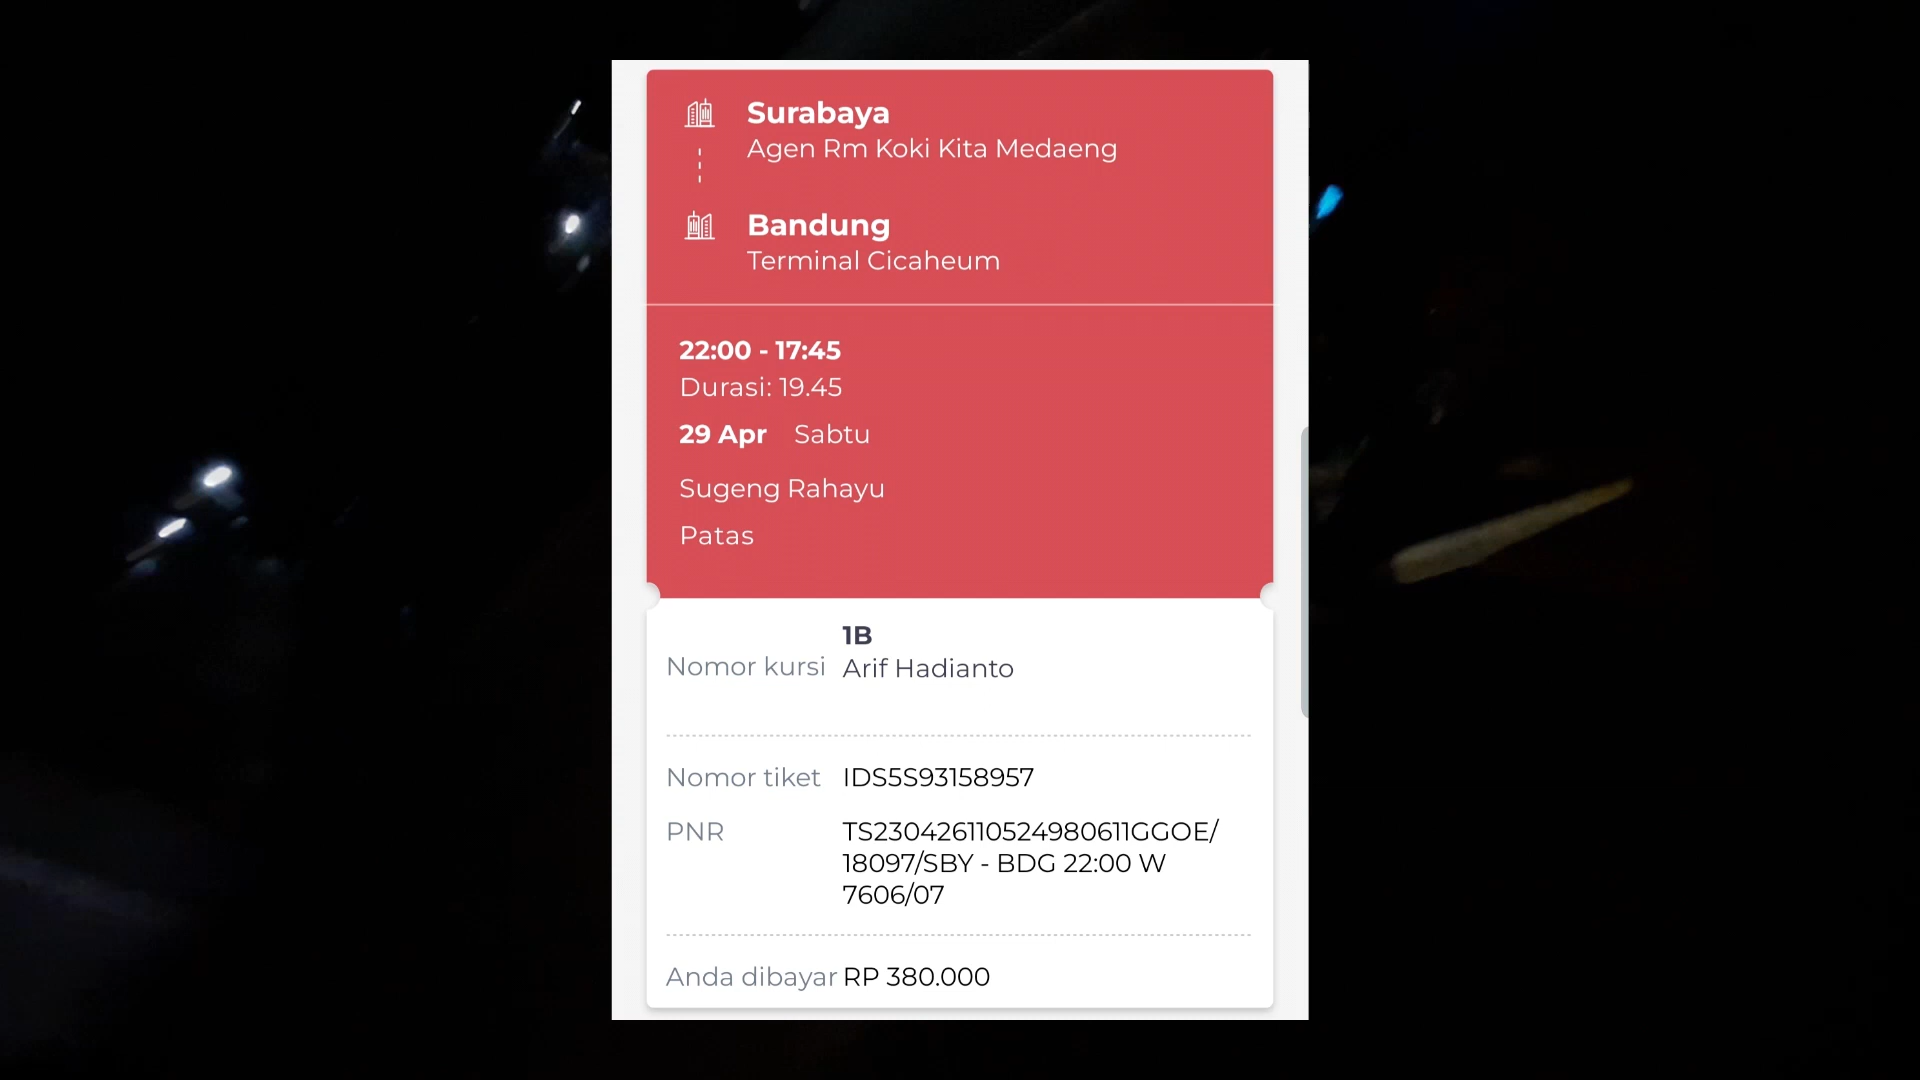 Surabaya
Agen Rm Koki Kita Medaeng
Bandung
Terminal Cicaheum
22:00 - 17:45
Durasi: 19.45
29 Apr Sabtu
Sugeng Rahayu
Patas
1B
Nomor kursi Arif Hadianto
Nomor tiket IDS5S93158957
PNR TS230426110524980611GGOE/
18097/SBY - BDG 22:00 W
7606/07
Anda dibayar RP 380.000